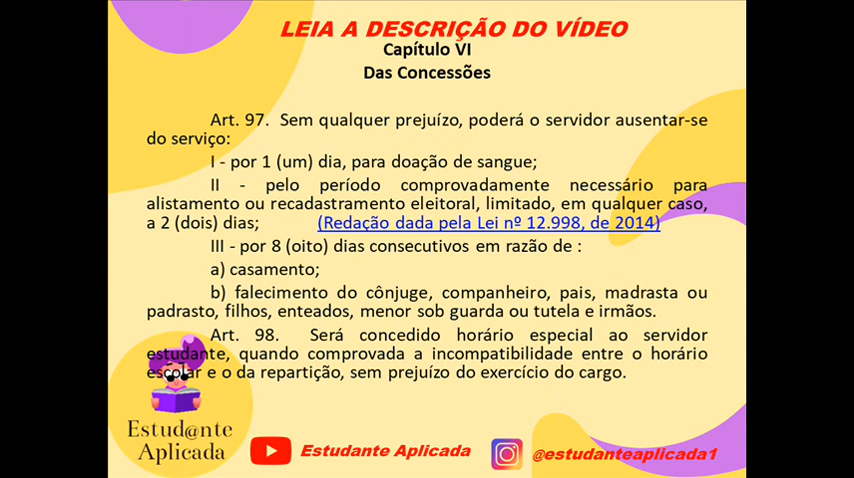 LEIA A DESCRIÇÃO DO VÍDEO
Capítulo VI
Das Concessões
Art. 97. Sem qualquer prejuízo, poderá o servidor ausentar-se
do serviço:
I - por 1 (um) dia, para doação de sangue;
II - pelo período comprovadamente necessário para
alistamento ou recadastramento eleitoral, limitado, em qualquer caso,
a 2 (dois) dias; (Redação dada pela Lei nº 12.998, de 2014)
III - por 8 (oito) dias consecutivos em razão de :
a) casamento;
b) falecimento do cônjuge, companheiro, pais, madrasta ou
padrasto, filhos, enteados, menor sob guarda ou tutela e irmãos.
Art. 98. Será concedido horário especial ao servidor
estudante, quando comprovada a incompatibilidade entre o horário
escolar e o da repartição, sem prejuízo do exercício do cargo.
Estud@nte
Aplicada
Estudante Aplicada
@estudanteaplicada1